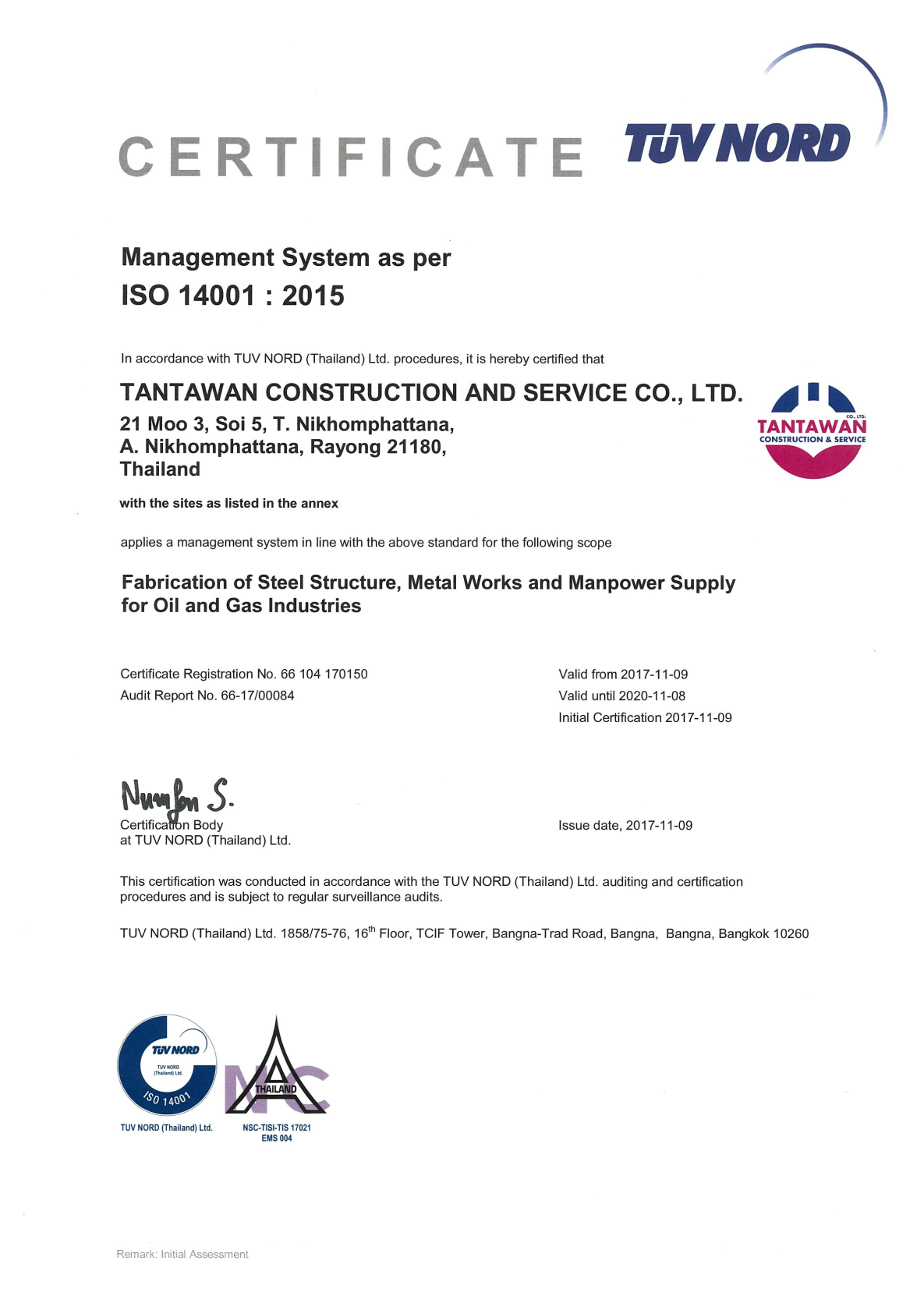 CERTIFICATE
TÜV NORD
Management System as per
ISO 14001 : 2015
In accordance with TUV NORD (Thailand) Ltd. procedures, it is hereby certified that
TANTAWAN CONSTRUCTION AND SERVICE CO., LTD.
21 Moo 3, Soi 5, T. Nikhomphattana,
A. Nikhomphattana, Rayong 21180,
Thailand
CO., LTD.
TANTAWAN
CONSTRUCTION & SERVICE
with the sites as listed in the annex
applies a management system in line with the above standard for the following scope
Fabrication of Steel Structure, Metal Works and Manpower Supply
for Oil and Gas Industries
Certificate Registration No. 66 104 170150
Audit Report No. 66-17/00084
Valid from 2017-11-09
Valid until 2020-11-08
Initial Certification 2017-11-09
Numfon S.
Certification Body
at TUV NORD (Thailand) Ltd.
Issue date, 2017-11-09
This certification was conducted in accordance with the TUV NORD (Thailand) Ltd. auditing and certification
procedures and is subject to regular surveillance audits.
TUV NORD (Thailand) Ltd. 1858/75-76, 16th Floor, TCIF Tower, Bangna-Trad Road, Bangna, Bangna, Bangkok 10260
TÜV NORD
TUV NORD
(Thailand) Ltd.
ISO 14001
TUV NORD (Thailand) Ltd.
NAC
THAILAND
NSC-TISI-TIS 17021
EMS 004
Remark: Initial Assessment